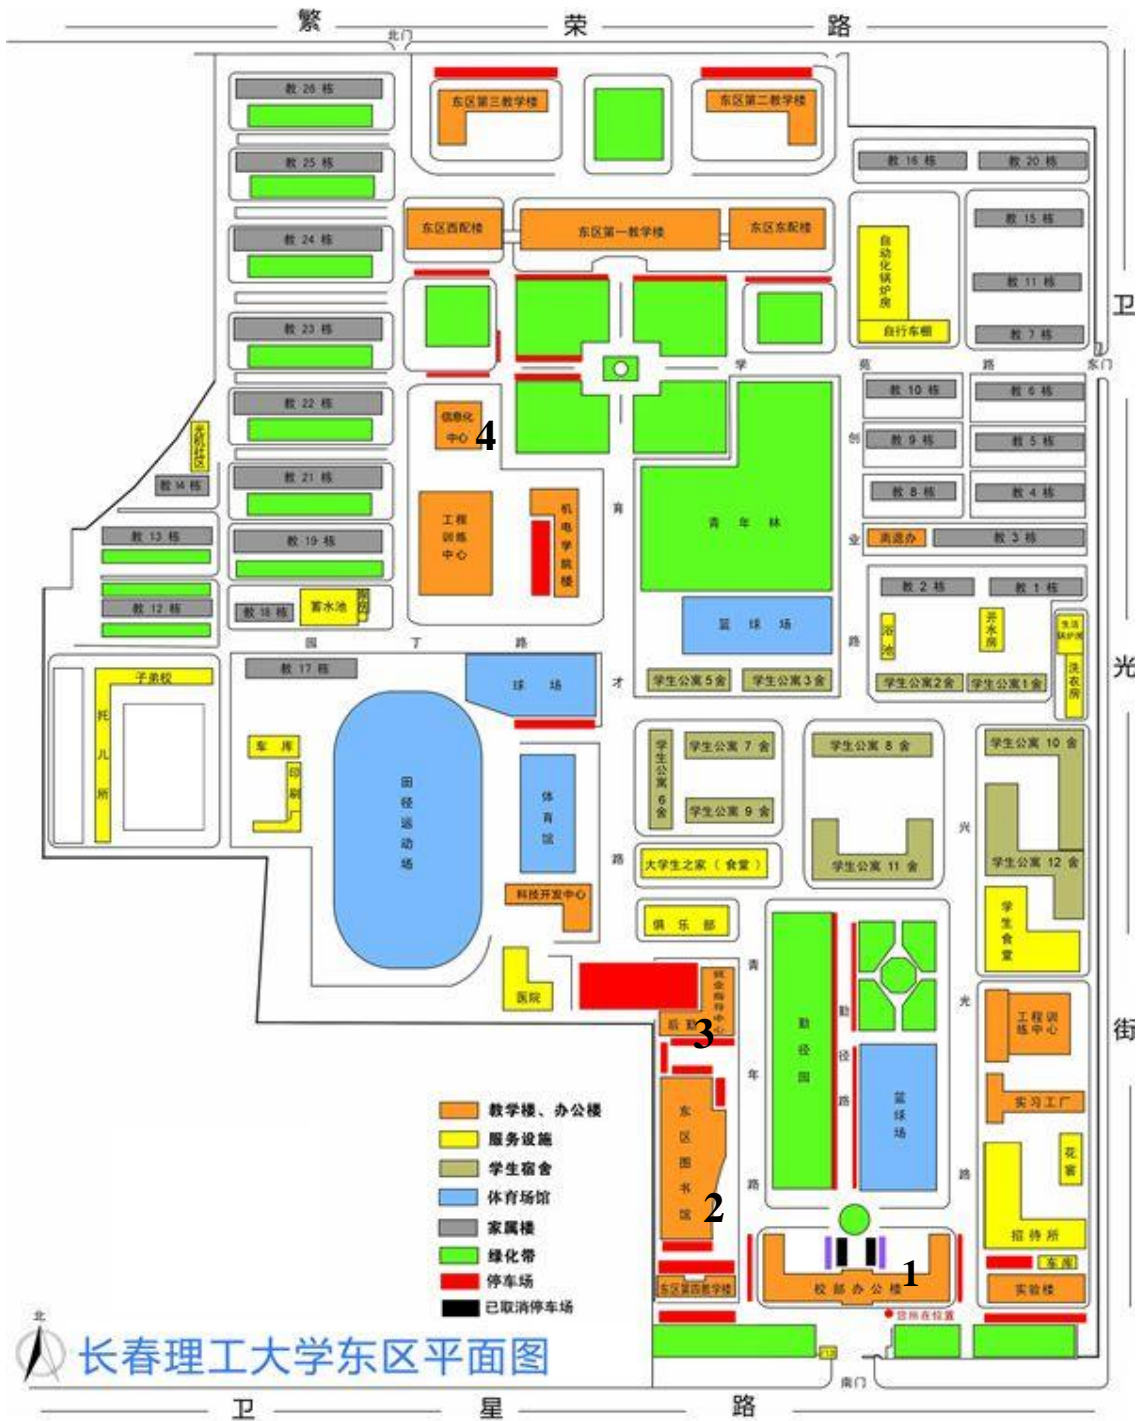 繁荣路
北门
教 26 栋
东区第三教学楼
东区第二教学楼
教 25 栋
教 16 栋
教 20 栋
教 24 栋
东区西配楼
东区第一教学楼
东区东配楼
教 15 栋
自动化锅炉房
教 11 栋
卫光街
教 23 栋
自行车棚
教 7 栋
学苑路
东门
教 22 栋
信息化中心
4
教 10 栋
教 6 栋
光机社区
创业路
教 9 栋
教 5 栋
教 21 栋
教 14 栋
教 8 栋
教 4 栋
工程训练中心
机电学院楼
育才路
青年林
教 13 栋
教 19 栋
离退办
教 3 栋
教 12 栋
教 18 栋
蓄水池
教 2 栋
教 1 栋
篮球场
浴池
开水房
生活锅炉房
园丁路
洗衣房
教 17 栋
子弟校
托儿所
球场
学生公寓5舍
学生公寓3舍
学生公寓2舍
学生公寓1舍
车库
印刷
田径运动场
体育馆
学生公寓6舍
学生公寓 7 舍
学生公寓 8 舍
学生公寓 10 舍
学生公寓 9 舍
兴光路
大学生之家（食堂）
学生公寓 11 舍
学生公寓 12 舍
科技开发中心
俱乐部
学生食堂
医院
就业指导中心
后勤
3
青年路
勤径园
勤径路
工程训练中心
东区图书馆
2
篮球场
实习工厂
花窖
招待所
车库
校部办公楼
1
东区第四教学楼
实验楼
您所在位置
南门
教学楼、办公楼
服务设施
学生宿舍
体育场馆
家属楼
绿化带
停车场
已取消停车场
北
长春理工大学东区平面图
卫星路